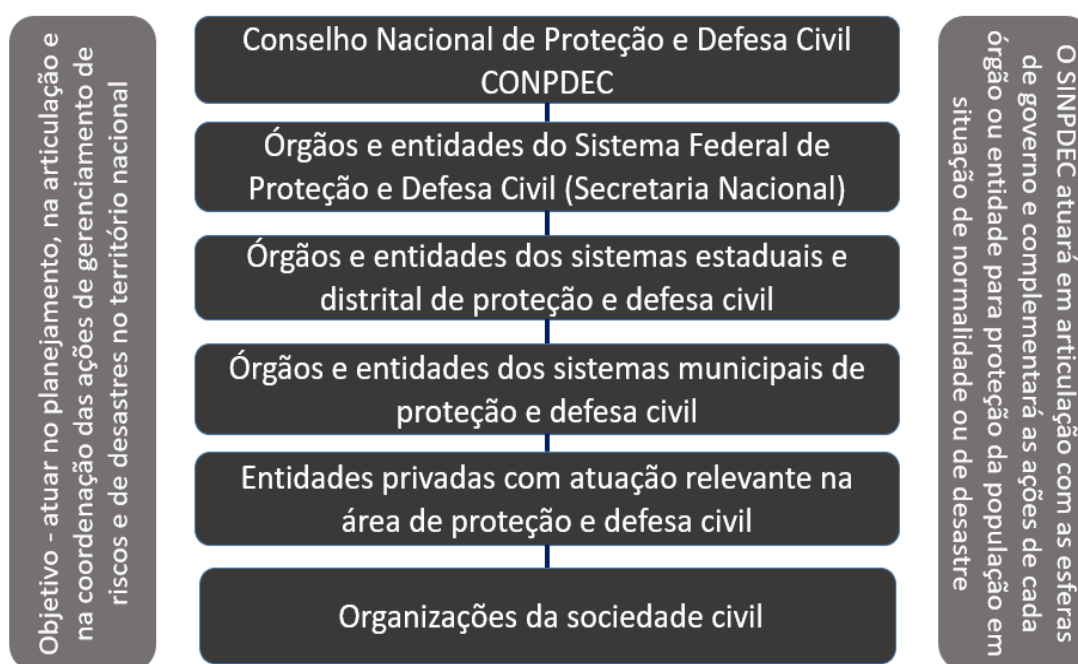 Objetivo - atuar no planejamento, na articulação e
na coordenação das ações de gerenciamento de
riscos e de desastres no território nacional
Conselho Nacional de Proteção e Defesa Civil
CONPDEC
Órgãos e entidades do Sistema Federal de
Proteção e Defesa Civil (Secretaria Nacional)
Órgãos e entidades dos sistemas estaduais e
distrital de proteção e defesa civil
Órgãos e entidades dos sistemas municipais de
proteção e defesa civil
Entidades privadas com atuação relevante na
área de proteção e defesa civil
Organizações da sociedade civil
O SINPDEC atuará em articulação com as esferas
de governo e complementará as ações de cada
órgão ou entidade para proteção da população em
situação de normalidade ou de desastre